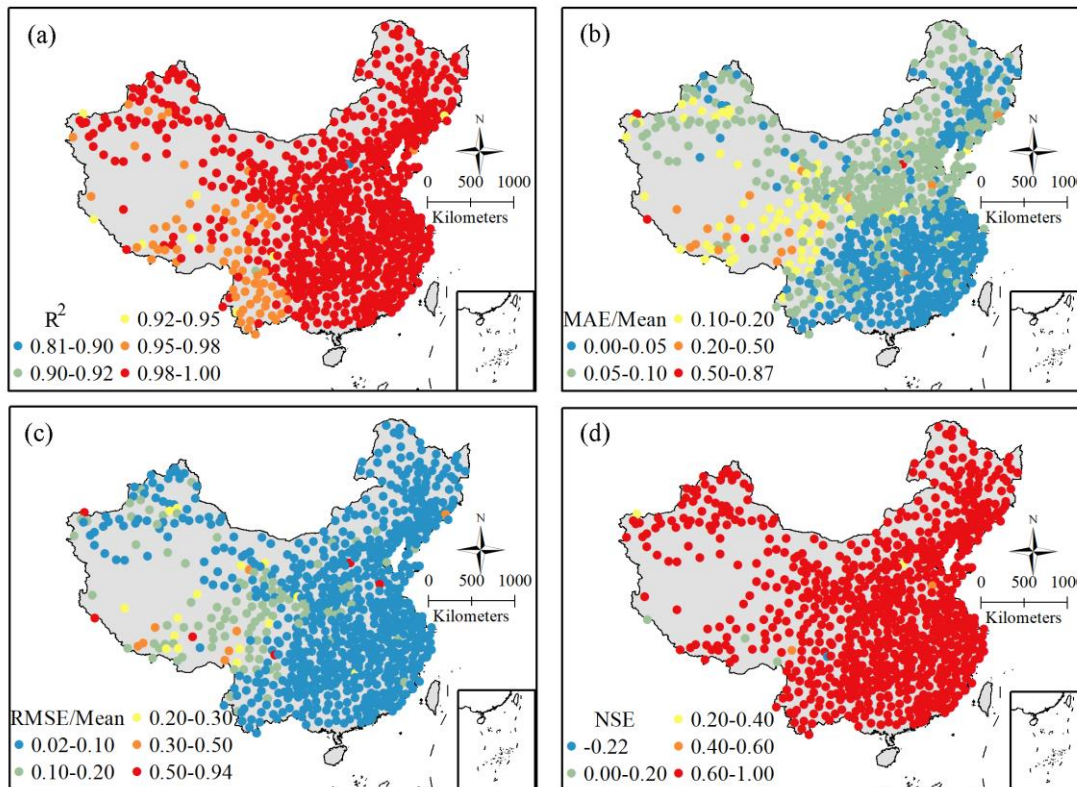 (a)
N
0 500 1000
Kilometers
R2
0.92-0.95
0.81-0.90
0.95-0.98
0.90-0.92
0.98-1.00
(b)
N
0 500 1000
Kilometers
MAE/Mean
0.10-0.20
0.00-0.05
0.20-0.50
0.05-0.10
0.50-0.87
(c)
N
0 500 1000
Kilometers
RMSE/Mean
0.20-0.30
0.02-0.10
0.30-0.50
0.10-0.20
0.50-0.94
(d)
N
0 500 1000
Kilometers
NSE
0.20-0.40
-0.22
0.40-0.60
0.00-0.20
0.60-1.00